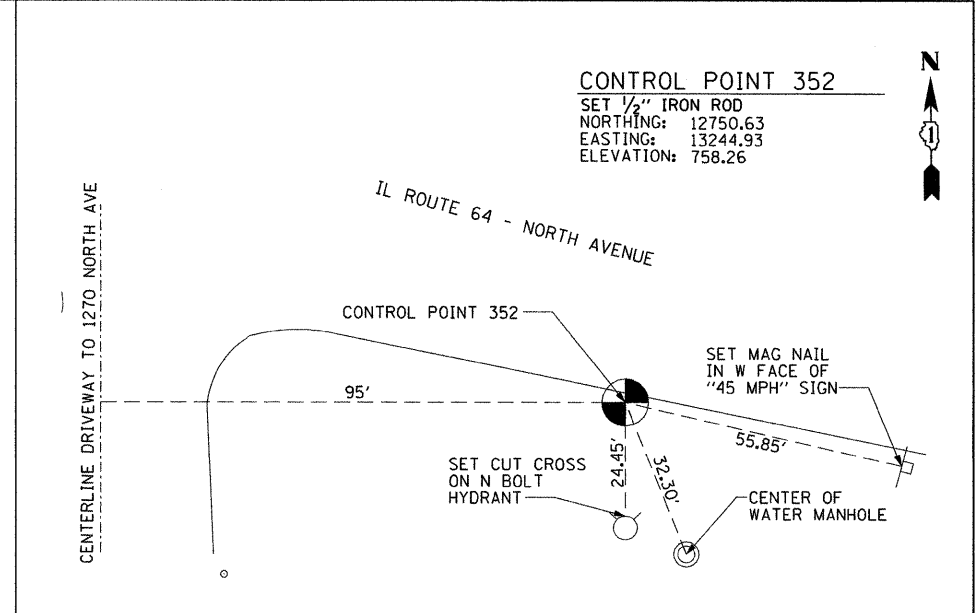 N
1
CONTROL POINT 352
SET 1/2" IRON ROD
NORTHING: 12750.63
EASTING: 13244.93
ELEVATION: 758.26
IL ROUTE 64 - NORTH AVENUE
CENTERLINE DRIVEWAY TO 1270 NORTH AVE
CONTROL POINT 352
SET MAG NAIL
IN W FACE OF
"45 MPH" SIGN
95'
55.85'
24.45'
32.30'
SET CUT CROSS
ON N BOLT
HYDRANT
CENTER OF
WATER MANHOLE